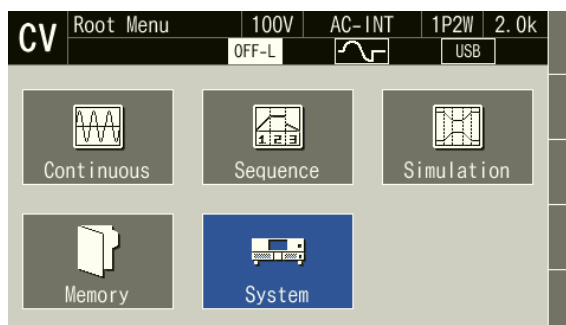 CV Root Menu 100V AC-INT 1P2W 2.0k
OFF-L USB
Continuous Sequence 1 2 3 Simulation
Memory System